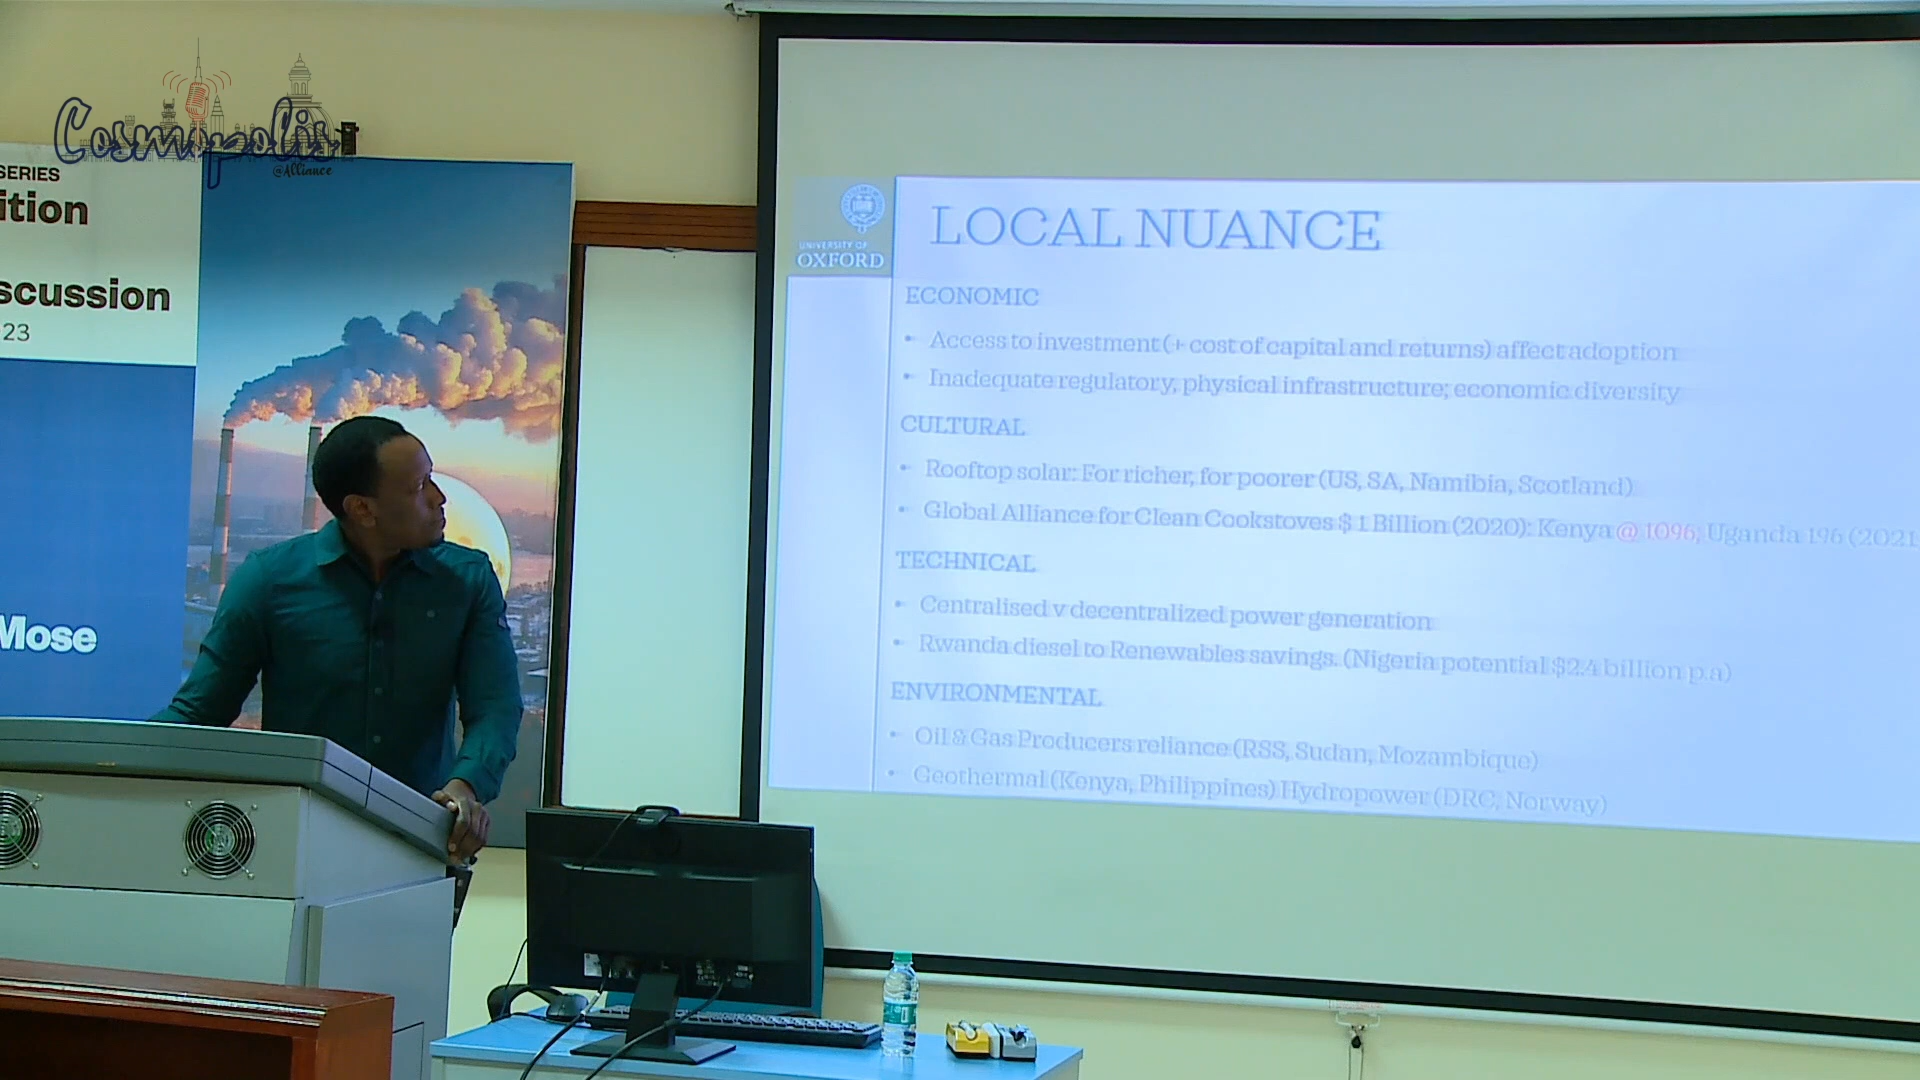 Cosmopolis
@Alliance
SERIES
ition
scussion
23
Mose
UNIVERSITY OF
OXFORD
LOCAL NUANCE
ECONOMIC
• Access to investment (+ cost of capital and returns) affect adoption
• Inadequate regulatory, physical infrastructure; economic diversity
CULTURAL
• Rooftop solar: For richer, for poorer (US, SA, Namibia, Scotland)
• Global Alliance for Clean Cookstoves $ 1 Billion (2020): Kenya @ 10%; Uganda 1% (2021
TECHNICAL
• Centralised v decentralized power generation
• Rwanda diesel to Renewables savings. (Nigeria potential $2.4 billion p.a)
ENVIRONMENTAL
• Oil & Gas Producers reliance (RSS, Sudan, Mozambique)
• Geothermal (Kenya, Philippines) Hydropower (DRC, Norway)